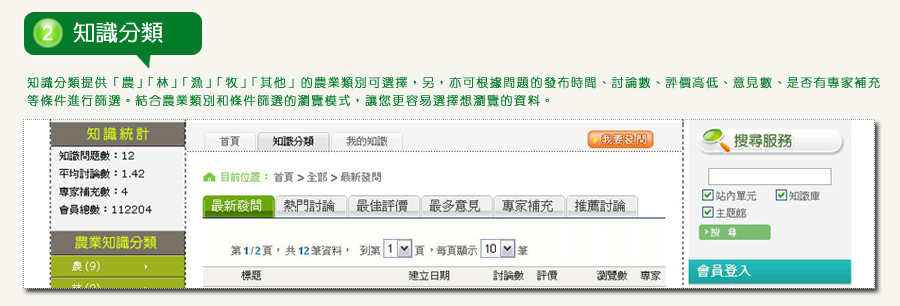 2 知識分類
知識分類提供「農」「林」「漁」「牧」「其他」的農業類別可選擇，另，亦可根據問題的發布時間、討論數、評價高低、意見數、是否有專家補充
等條件進行篩選。結合農業類別和條件篩選的瀏覽模式，讓您更容易選擇想瀏覽的資料。
知識統計
知識問題數：12
平均討論數：1.42
專家補充數：4
會員總數：112204
農業知識分類
農(9)
林(2)
首頁 知識分類 我的知識 我要發問
目前位置： 首頁 > 全部 > 最新發問
最新發問 熱門討論 最佳評價 最多意見 專家補充 推薦討論
第 1/2 頁，共 12 筆資料， 到第 1 頁，每頁顯示 10 筆
標題 建立日期 討論數 評價 瀏覽數 專家
搜尋服務
站內單元 知識庫
主題館
搜 尋
會員登入